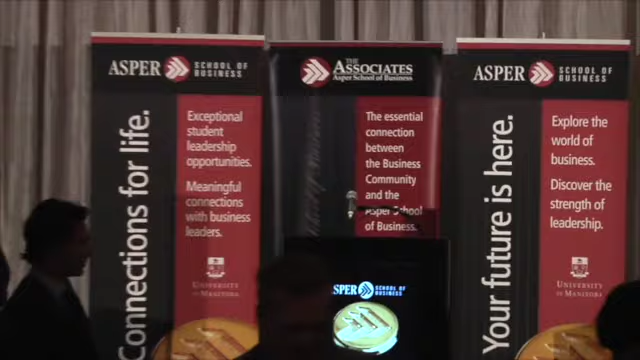 ASPER SCHOOL OF BUSINESS
Connections for life.
Exceptional
student
leadership
opportunities.
Meaningful
connections
with business
leaders.
UNIVERSITY
OF MANITOBA
THE
ASSOCIATES
Asper School of Business
The essential
connection
between
the Business
Community
and the
Asper School
of Business.
ASPER SCHOOL OF BUSINESS
ASPER SCHOOL OF BUSINESS
Your future is here.
Explore the
world of
business.
Discover the
strength of
leadership.
UNIVERSITY
OF MANITOBA